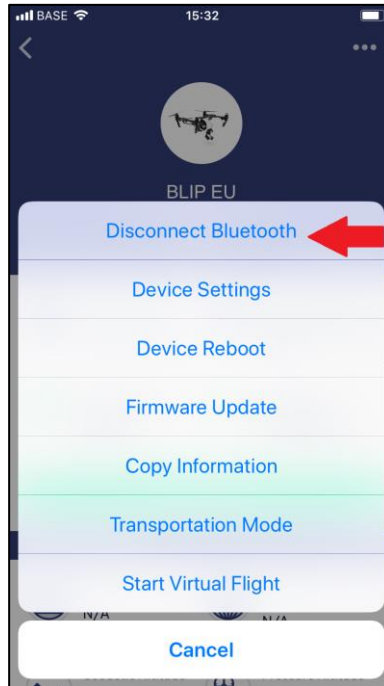 BASE 15:32
BLIP EU
Disconnect Bluetooth
Device Settings
Device Reboot
Firmware Update
Copy Information
Transportation Mode
Start Virtual Flight
N/A N/A
Cancel